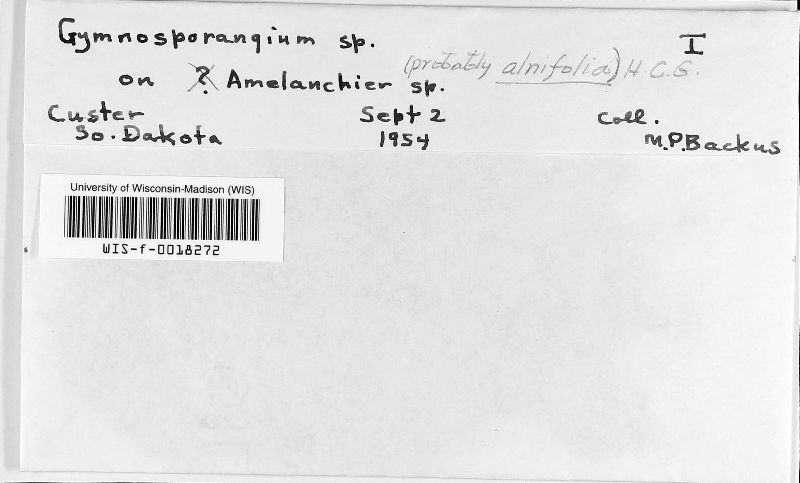 Gymnosporangium sp. I
on ? Amelanchier sp. (probably alnifolia) H.C.G.
Custer Sept 2 Coll.
So. Dakota 1954 M.P.Backus
University of Wisconsin-Madison (WIS)
WIS-f-0018272